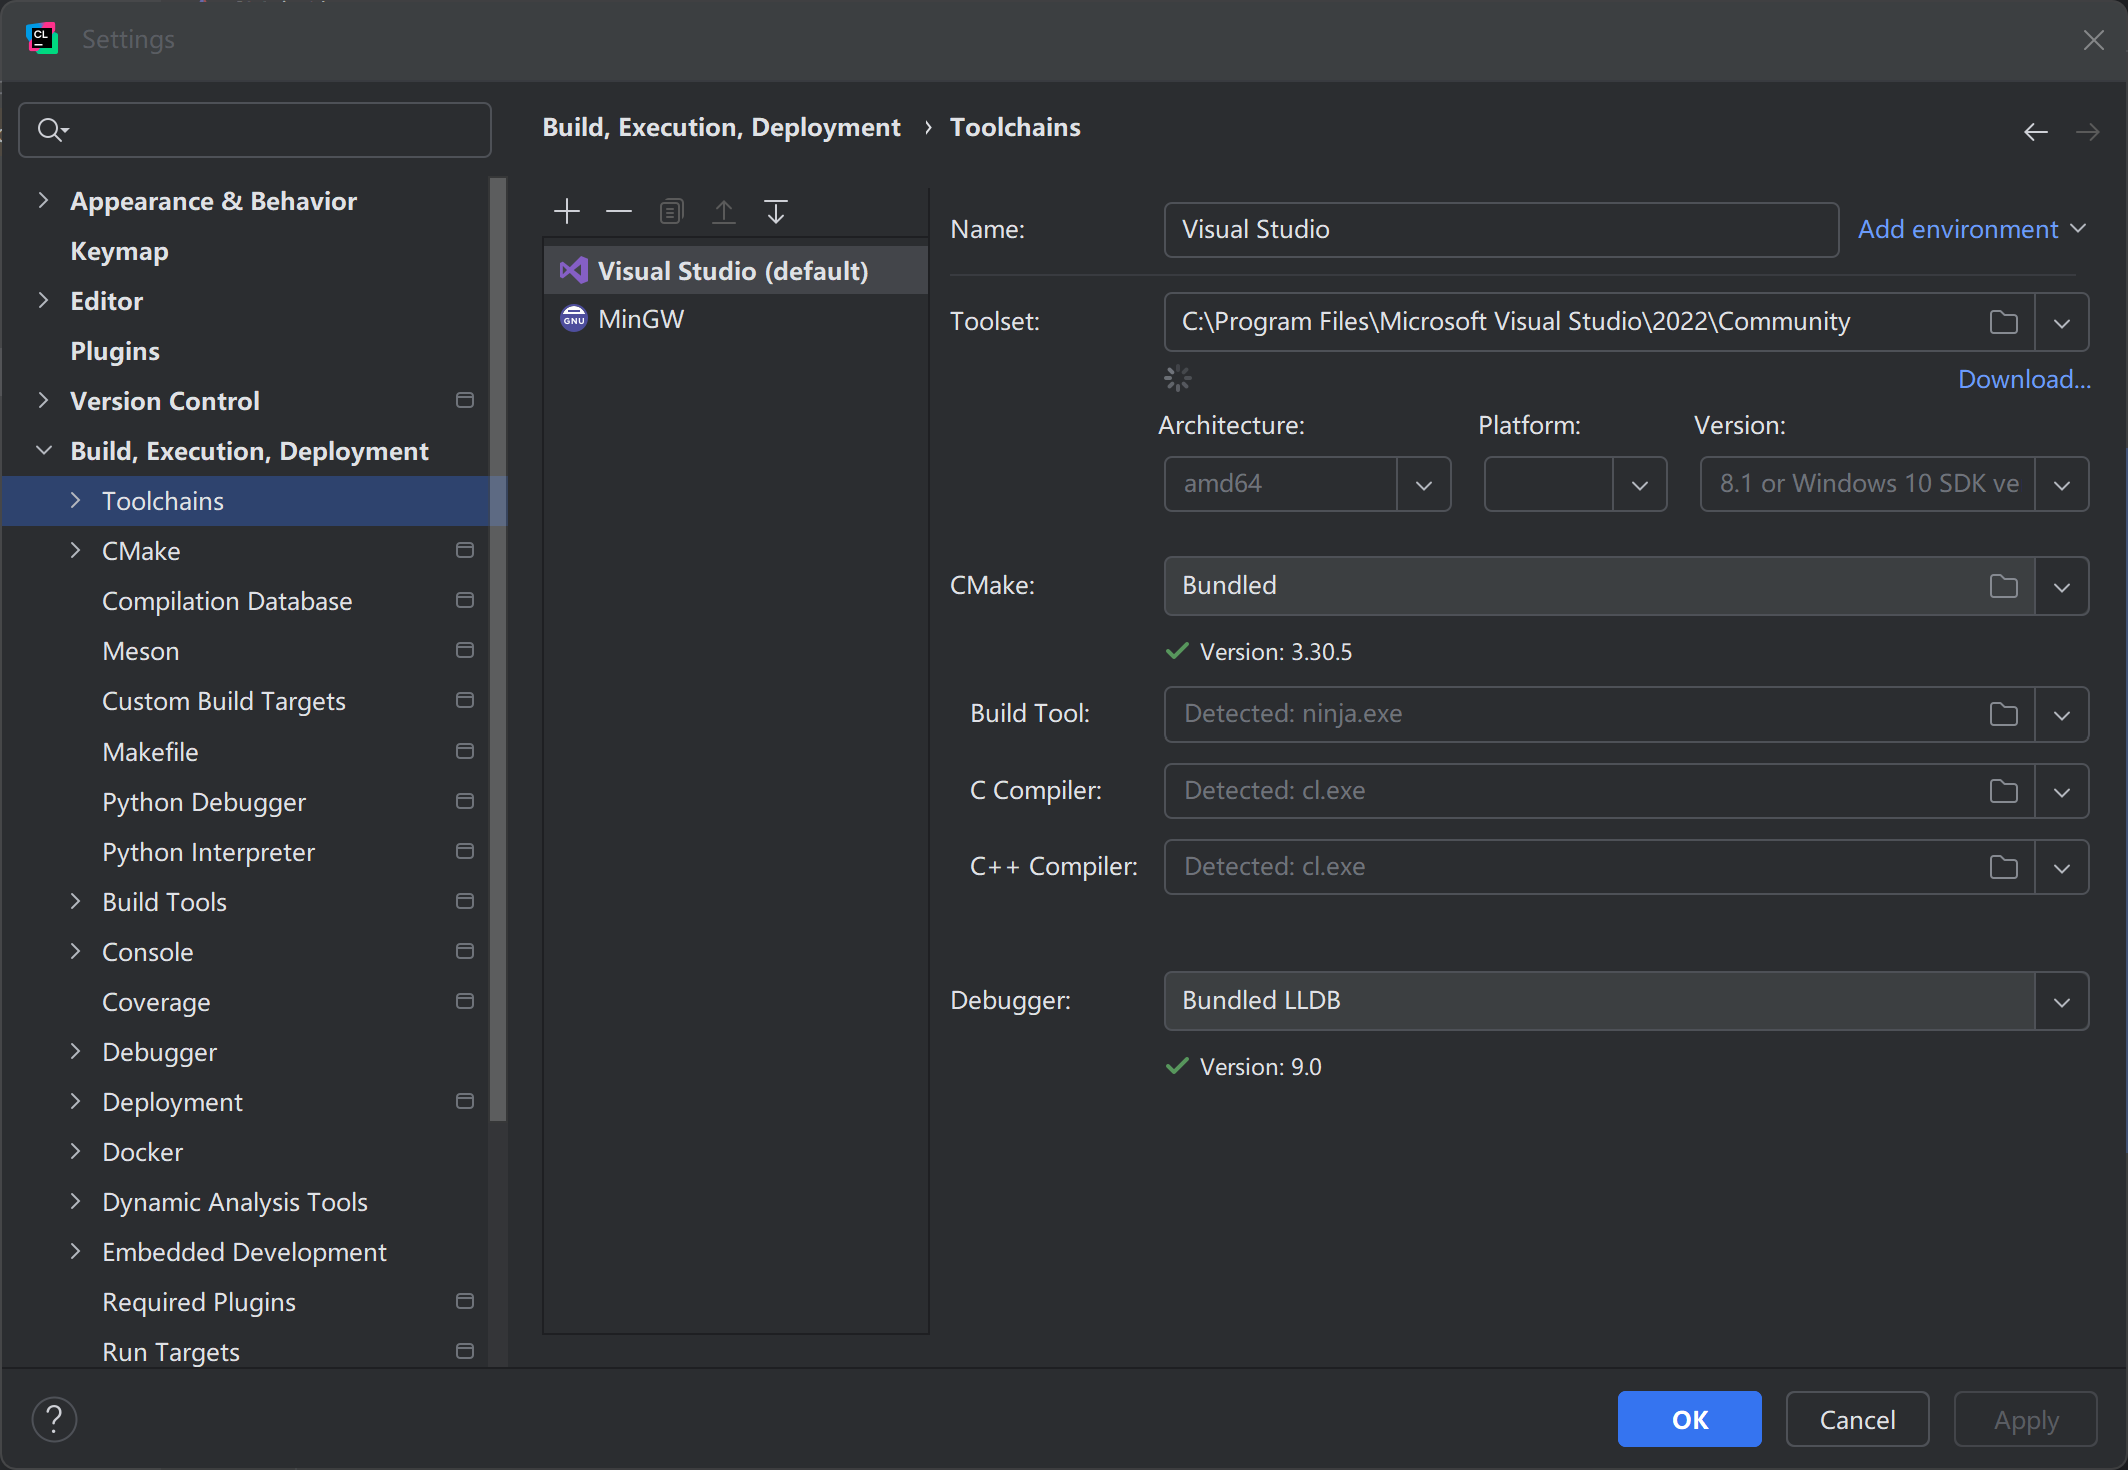 CL
Settings
Build, Execution, Deployment › Toolchains
Appearance & Behavior
Keymap
Editor
Plugins
Version Control
Build, Execution, Deployment
Toolchains
CMake
Compilation Database
Meson
Custom Build Targets
Makefile
Python Debugger
Python Interpreter
Build Tools
Console
Coverage
Debugger
Deployment
Docker
Dynamic Analysis Tools
Embedded Development
Required Plugins
Run Targets
Visual Studio (default)
GNU MinGW
Name: Visual Studio Add environment
Toolset: C:\Program Files\Microsoft Visual Studio\2022\Community
Download...
Architecture: Platform: Version:
amd64 8.1 or Windows 10 SDK ve
CMake: Bundled
Version: 3.30.5
Build Tool: Detected: ninja.exe
C Compiler: Detected: cl.exe
C++ Compiler: Detected: cl.exe
Debugger: Bundled LLDB
Version: 9.0
?
OK Cancel Apply